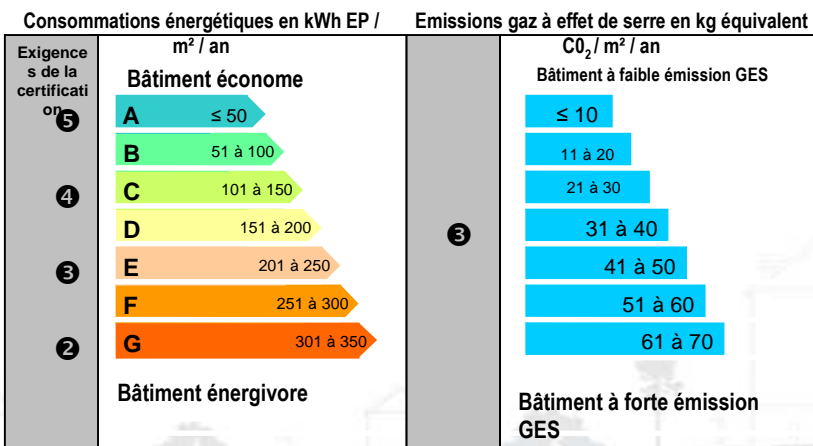 Consommations énergétiques en kWh EP /
m² / an
Exigence
s de la
certificati
on
Bâtiment économe
❺
A ≤ 50
B 51 à 100
❹
C 101 à 150
D 151 à 200
❸
E 201 à 250
F 251 à 300
❷
G 301 à 350
Bâtiment énergivore
Emissions gaz à effet de serre en kg équivalent
C0₂ / m² / an
Bâtiment à faible émission GES
≤ 10
11 à 20
21 à 30
❸
31 à 40
41 à 50
51 à 60
61 à 70
Bâtiment à forte émission
GES